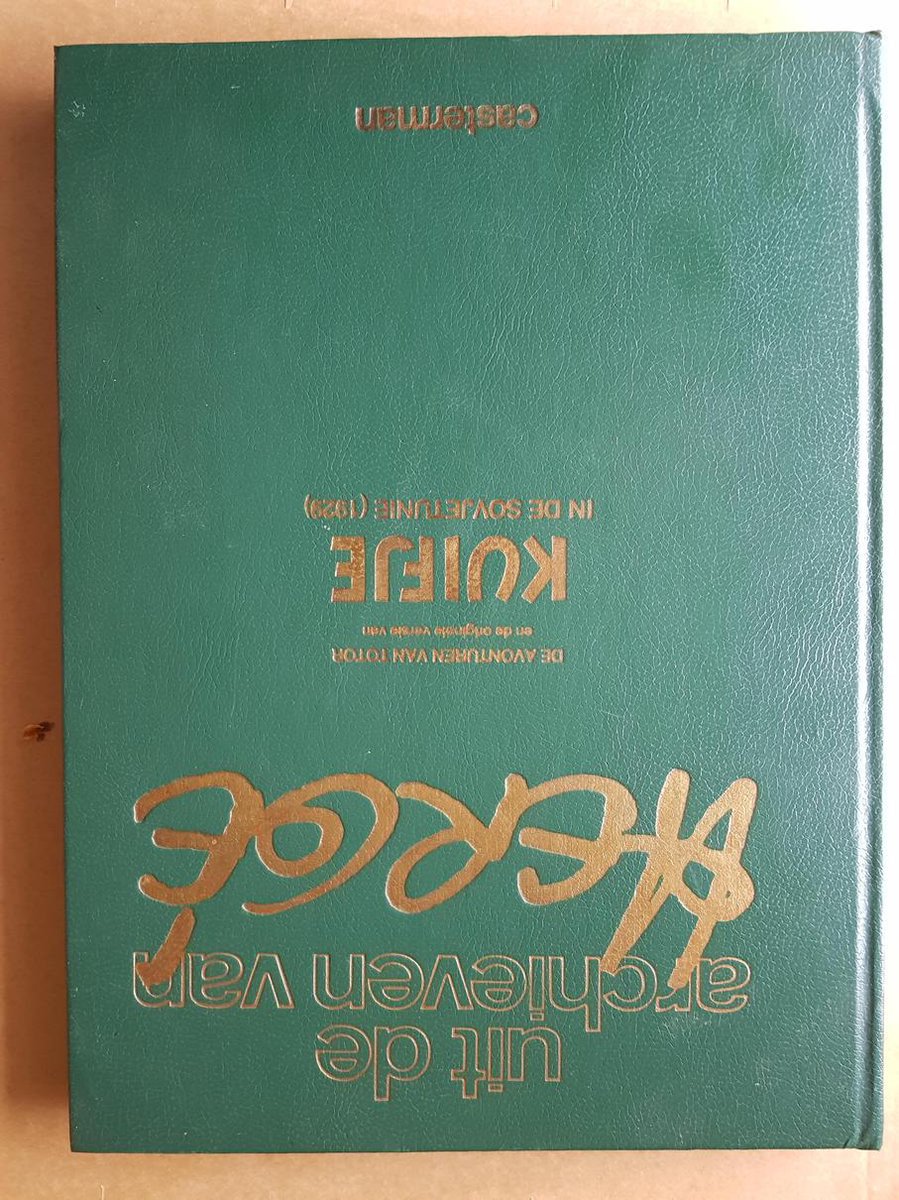 uit de
archieven van
HERGÉ
DE AVONTUREN VAN TOTOR
en de originele versie van
KUIFJE
IN DE SOVJETUNIE (1929)
casterman